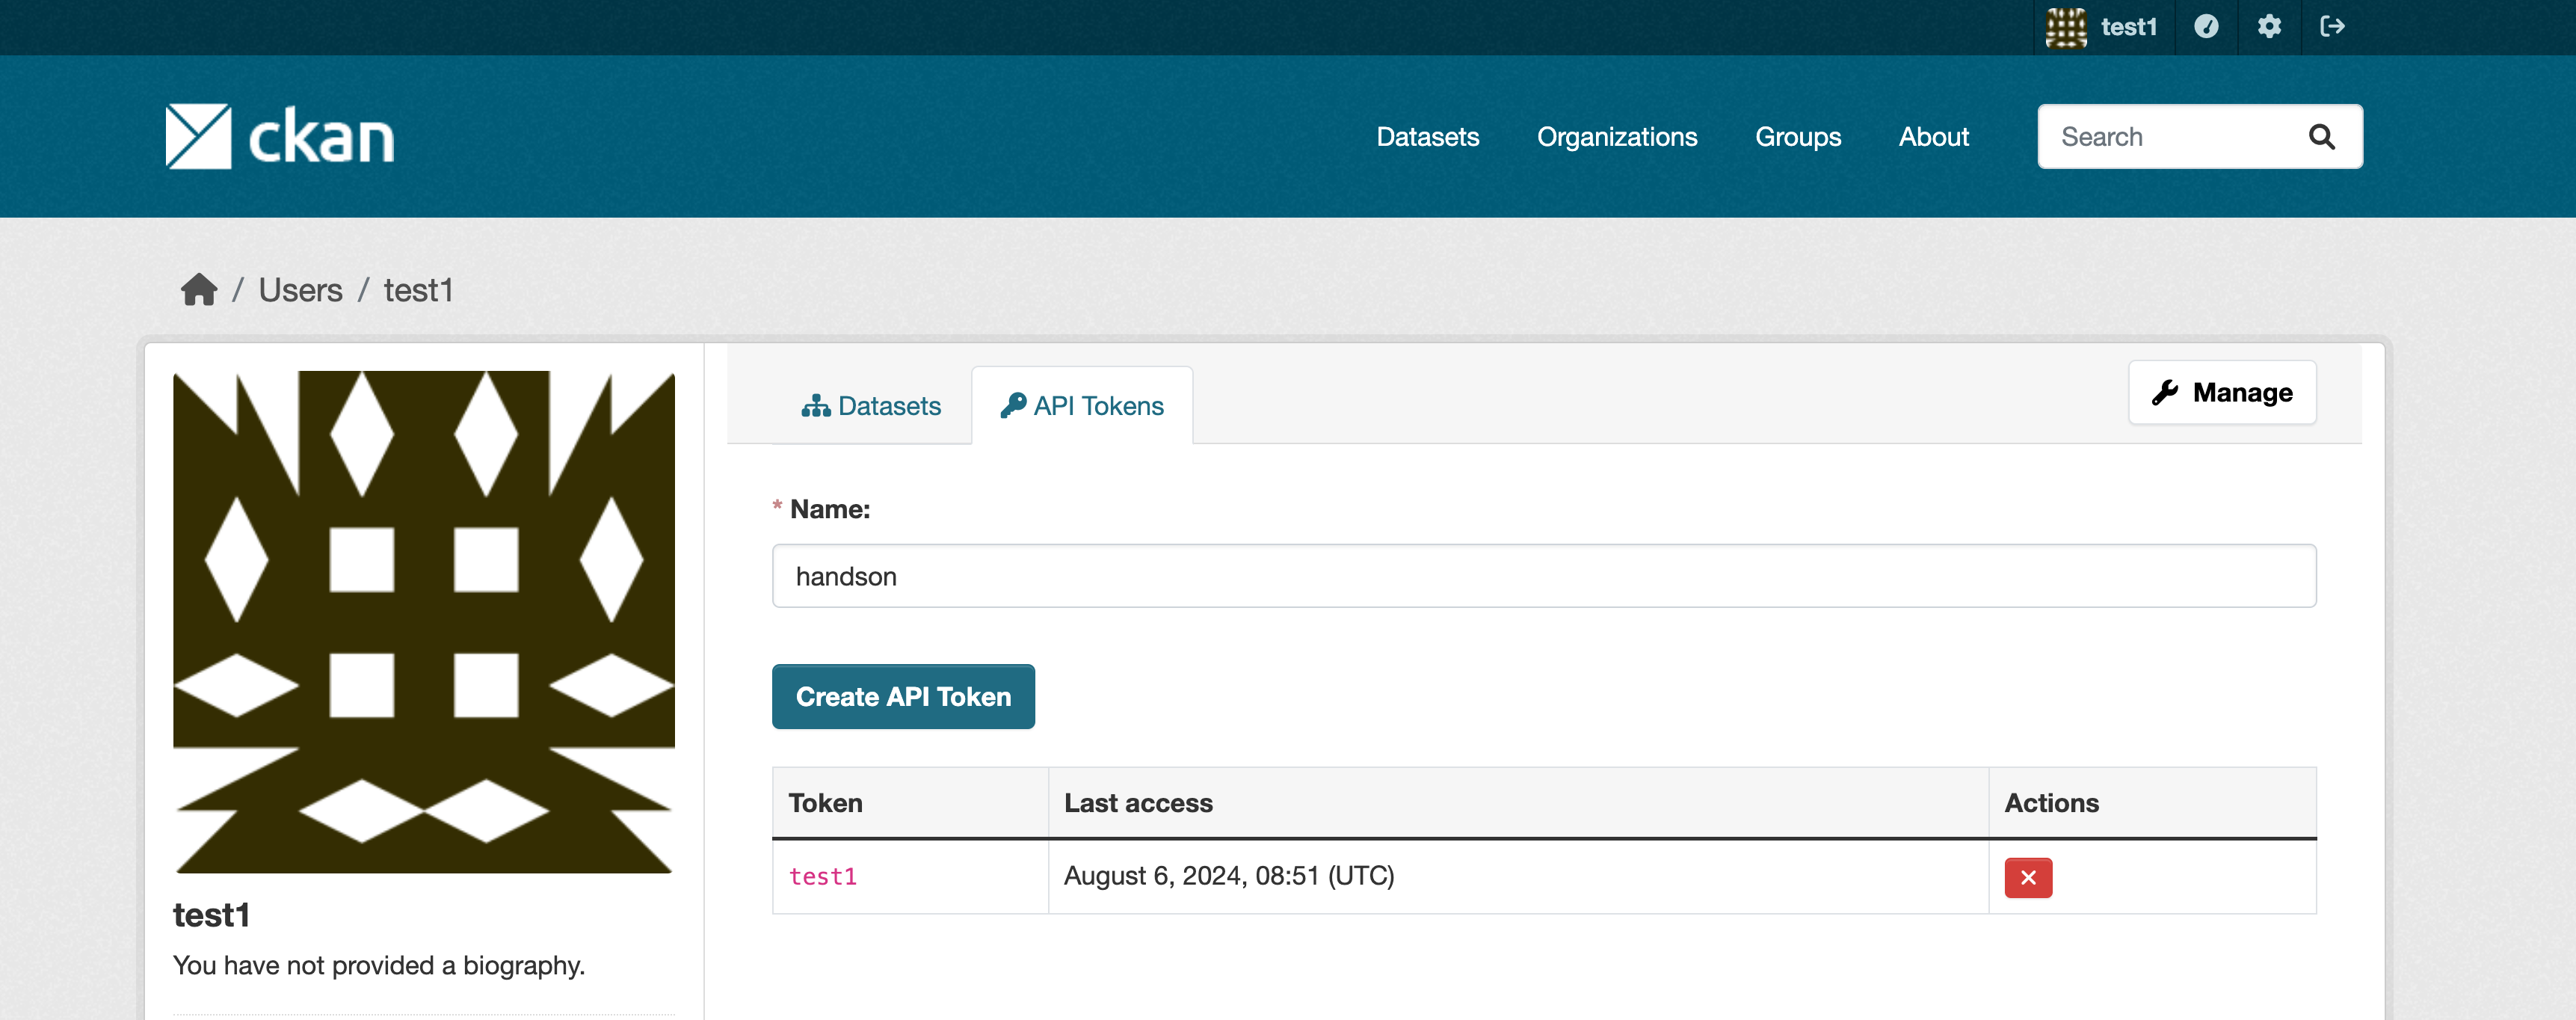 test1
ckan
Datasets Organizations Groups About Search
/ Users / test1
Datasets API Tokens Manage
* Name:
handson
Create API Token
Token Last access Actions
test1 August 6, 2024, 08:51 (UTC)
test1
You have not provided a biography.